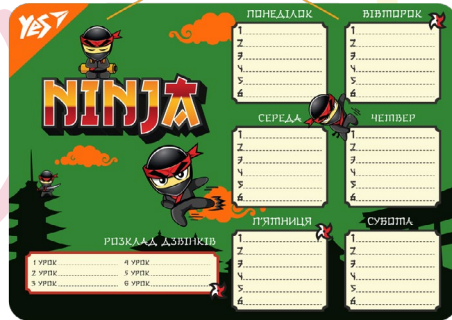 YES
NINJA
ПОНЕДІЛОК
1
2
3
4
5
6
ВІВТОРОК
1
2
3
4
5
6
СЕРЕДА
1
2
3
4
5
6
ЧЕТВЕР
1
2
3
4
5
6
П'ЯТНИЦЯ
1
2
3
4
5
6
СУБОТА
1
2
3
4
5
6
РОЗКЛАД ДЗВІНКІВ
1 УРОК
2 УРОК
3 УРОК
4 УРОК
5 УРОК
6 УРОК